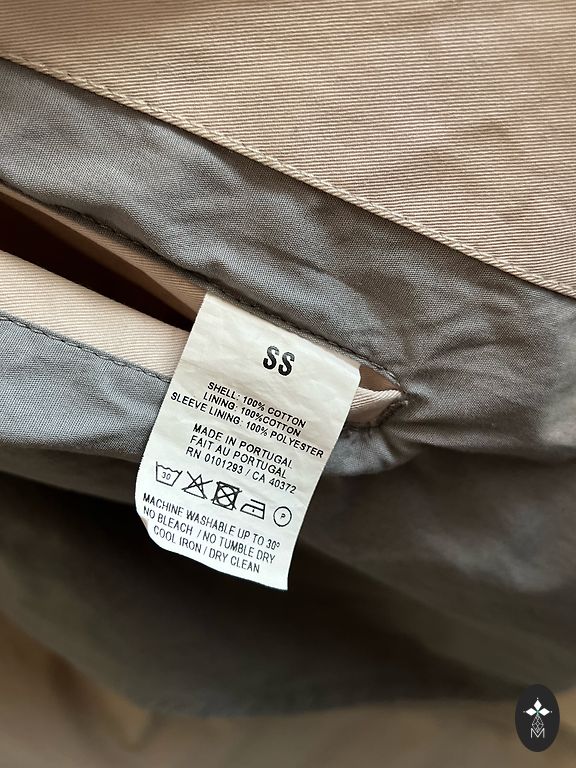 SS
SHELL: 100% COTTON
LINING: 100%COTTON
SLEEVE LINING: 100% POLYESTER
MADE IN PORTUGAL
FAIT AU PORTUGAL
RN 0101293 / CA 40372
30 P
MACHINE WASHABLE UP TO 30°
NO BLEACH / NO TUMBLE DRY
COOL IRON / DRY CLEAN
M